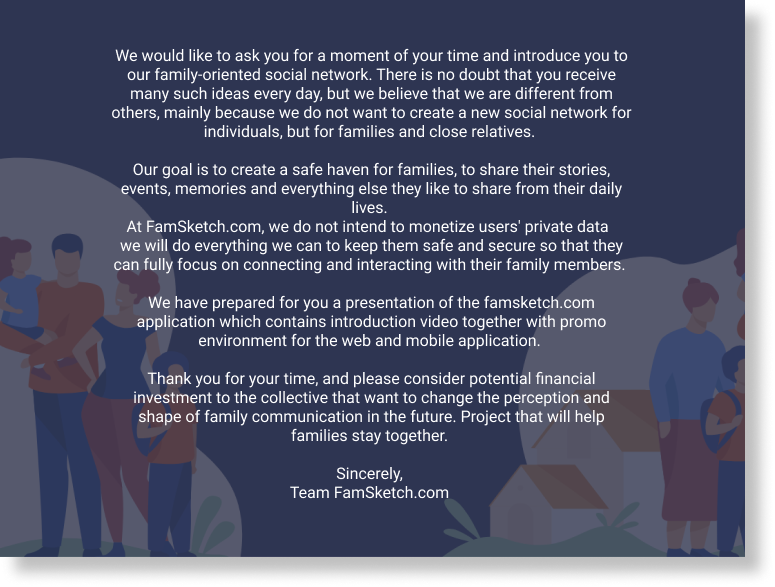 We would like to ask you for a moment of your time and introduce you to
our family-oriented social network. There is no doubt that you receive
many such ideas every day, but we believe that we are different from
others, mainly because we do not want to create a new social network for
individuals, but for families and close relatives.
Our goal is to create a safe haven for families, to share their stories,
events, memories and everything else they like to share from their daily
lives.
At FamSketch.com, we do not intend to monetize users' private data
we will do everything we can to keep them safe and secure so that they
can fully focus on connecting and interacting with their family members.
We have prepared for you a presentation of the famsketch.com
application which contains introduction video together with promo
environment for the web and mobile application.
Thank you for your time, and please consider potential financial
investment to the collective that want to change the perception and
shape of family communication in the future. Project that will help
families stay together.
Sincerely,
Team FamSketch.com